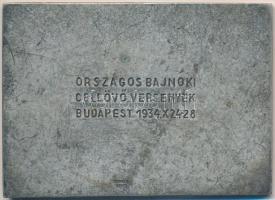 ORSZÁGOS BAJNOKI
CÉLLÖVŐ VERSENYEK
BUDAPEST 1934.X.24-28